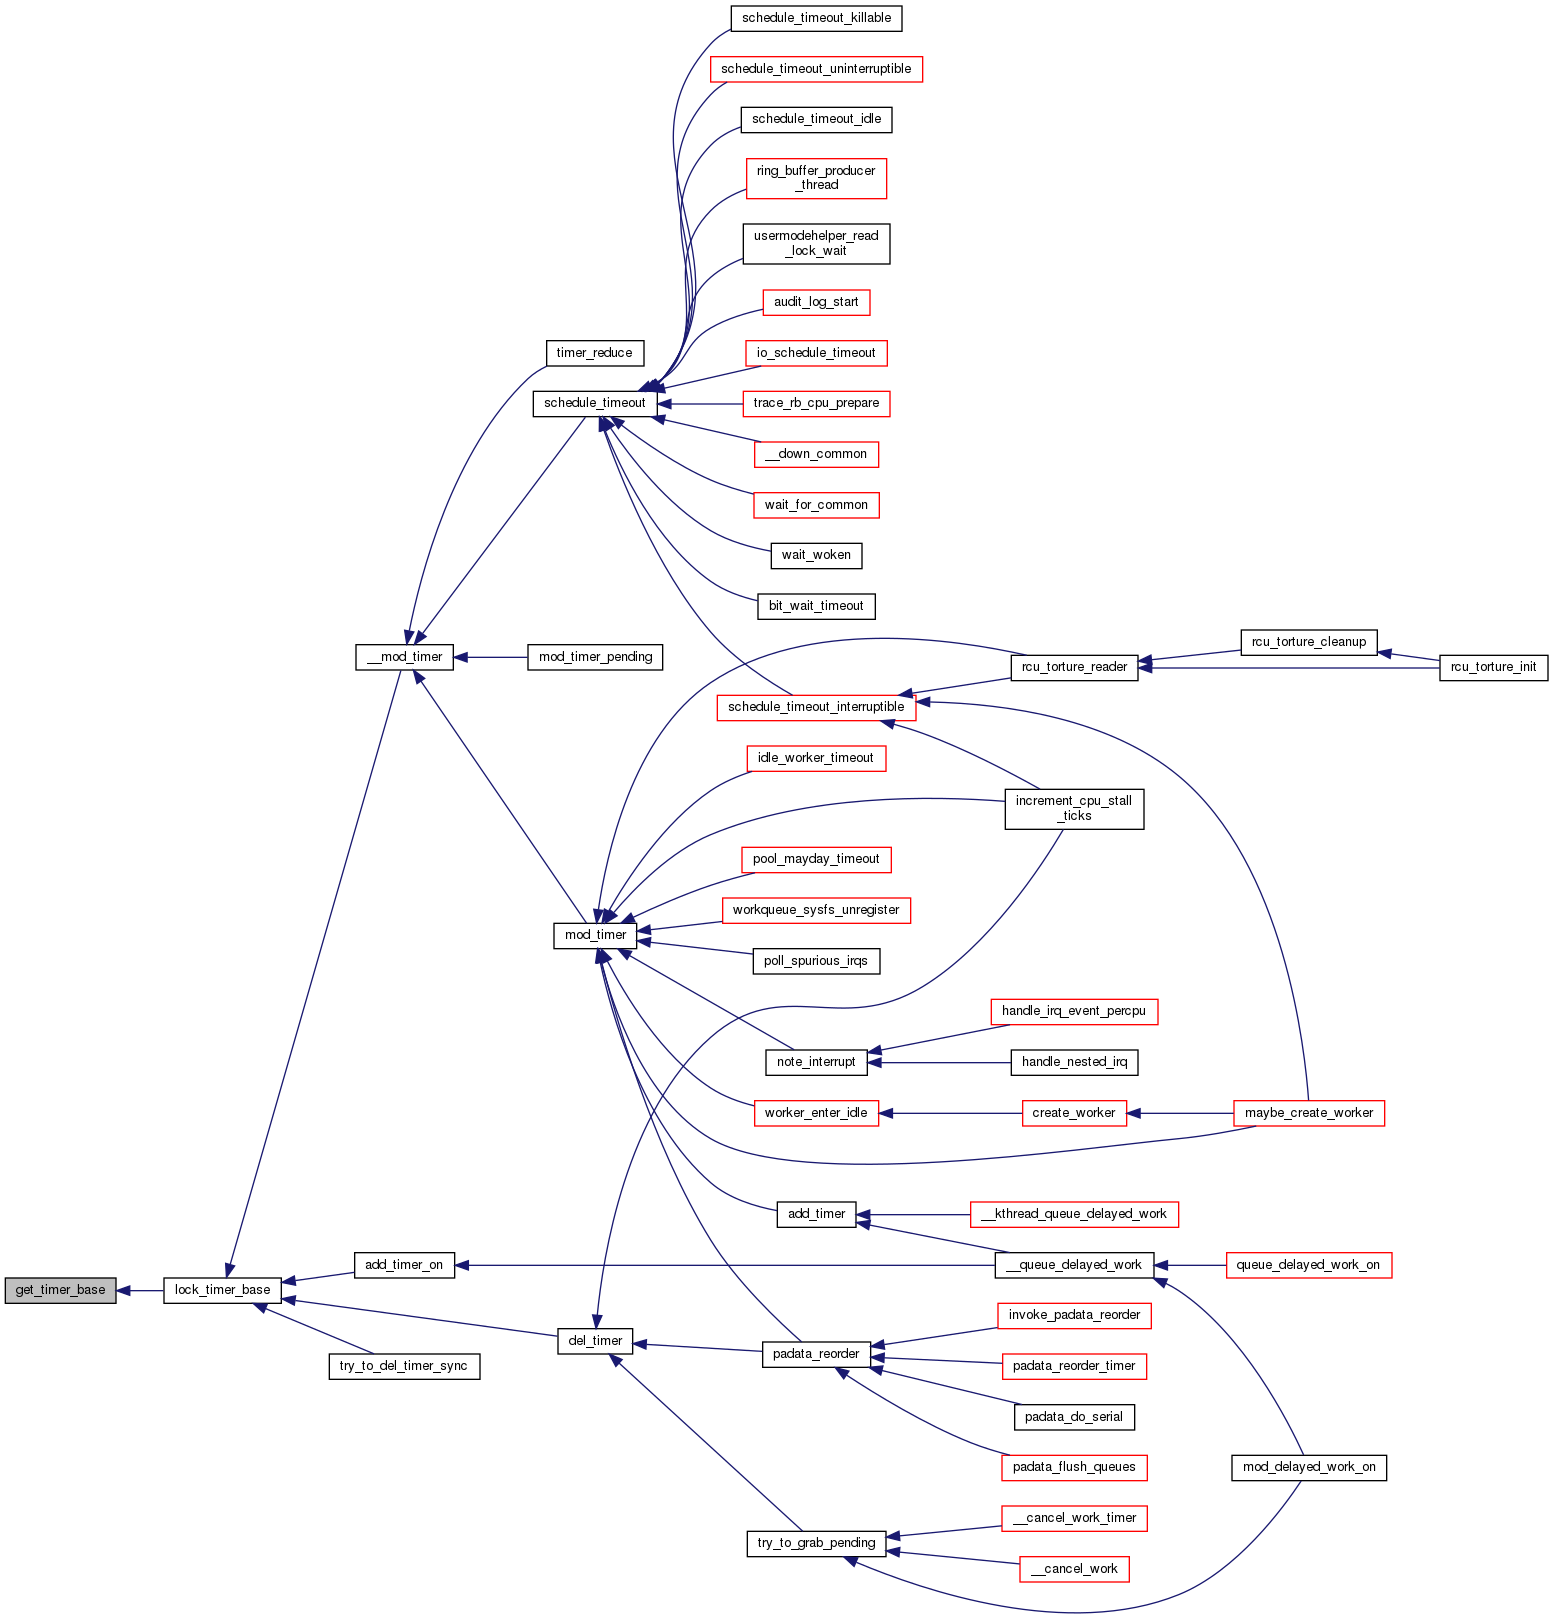 schedule_timeout_killable
schedule_timeout_uninterruptible
schedule_timeout_idle
ring_buffer_producer
_thread
usermodehelper_read
_lock_wait
audit_log_start
timer_reduce
io_schedule_timeout
schedule_timeout
trace_rb_cpu_prepare
__down_common
wait_for_common
wait_woken
bit_wait_timeout
rcu_torture_cleanup
__mod_timer
mod_timer_pending
rcu_torture_reader
rcu_torture_init
schedule_timeout_interruptible
idle_worker_timeout
increment_cpu_stall
_ticks
pool_mayday_timeout
workqueue_sysfs_unregister
mod_timer
poll_spurious_irqs
handle_irq_event_percpu
note_interrupt
handle_nested_irq
worker_enter_idle
create_worker
maybe_create_worker
add_timer
__kthread_queue_delayed_work
add_timer_on
__queue_delayed_work
queue_delayed_work_on
get_timer_base
lock_timer_base
invoke_padata_reorder
del_timer
padata_reorder
try_to_del_timer_sync
padata_reorder_timer
padata_do_serial
padata_flush_queues
mod_delayed_work_on
__cancel_work_timer
try_to_grab_pending
__cancel_work